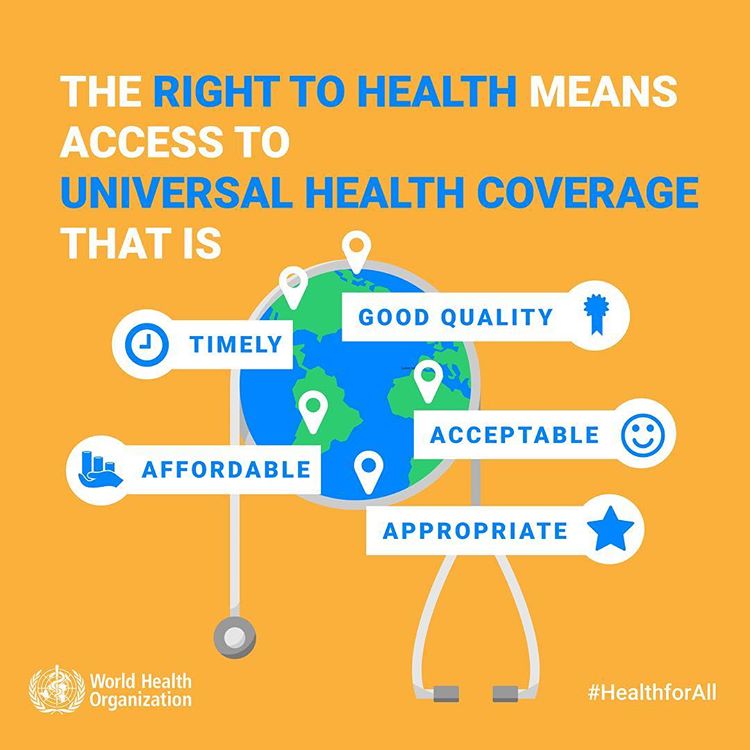 THE RIGHT TO HEALTH MEANS
ACCESS TO
UNIVERSAL HEALTH COVERAGE
THAT IS
GOOD QUALITY
TIMELY
ACCEPTABLE
AFFORDABLE
APPROPRIATE
World Health
Organization
#HealthforAll